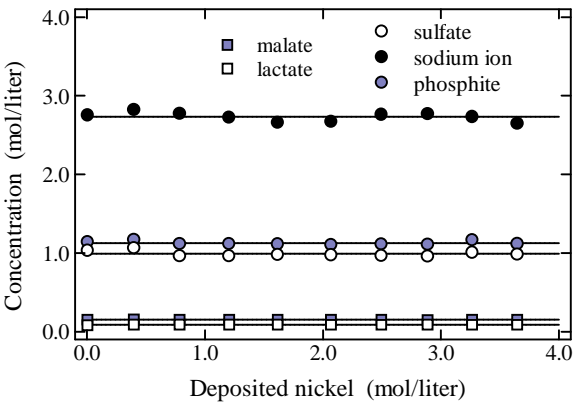 4.0
3.0
2.0
1.0
0.0
Concentration (mol/liter)
malate
lactate
sulfate
sodium ion
phosphite
0.0 1.0 2.0 3.0 4.0
Deposited nickel (mol/liter)